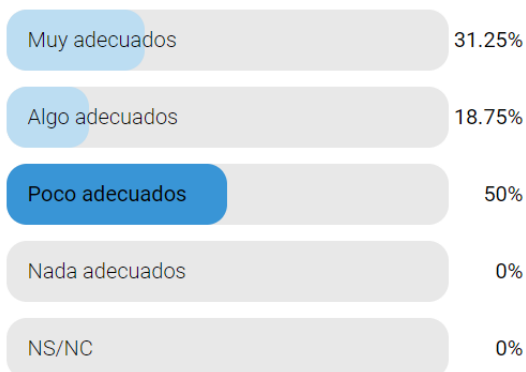 Muy adecuados 31.25%
Algo adecuados 18.75%
Poco adecuados 50%
Nada adecuados 0%
NS/NC 0%